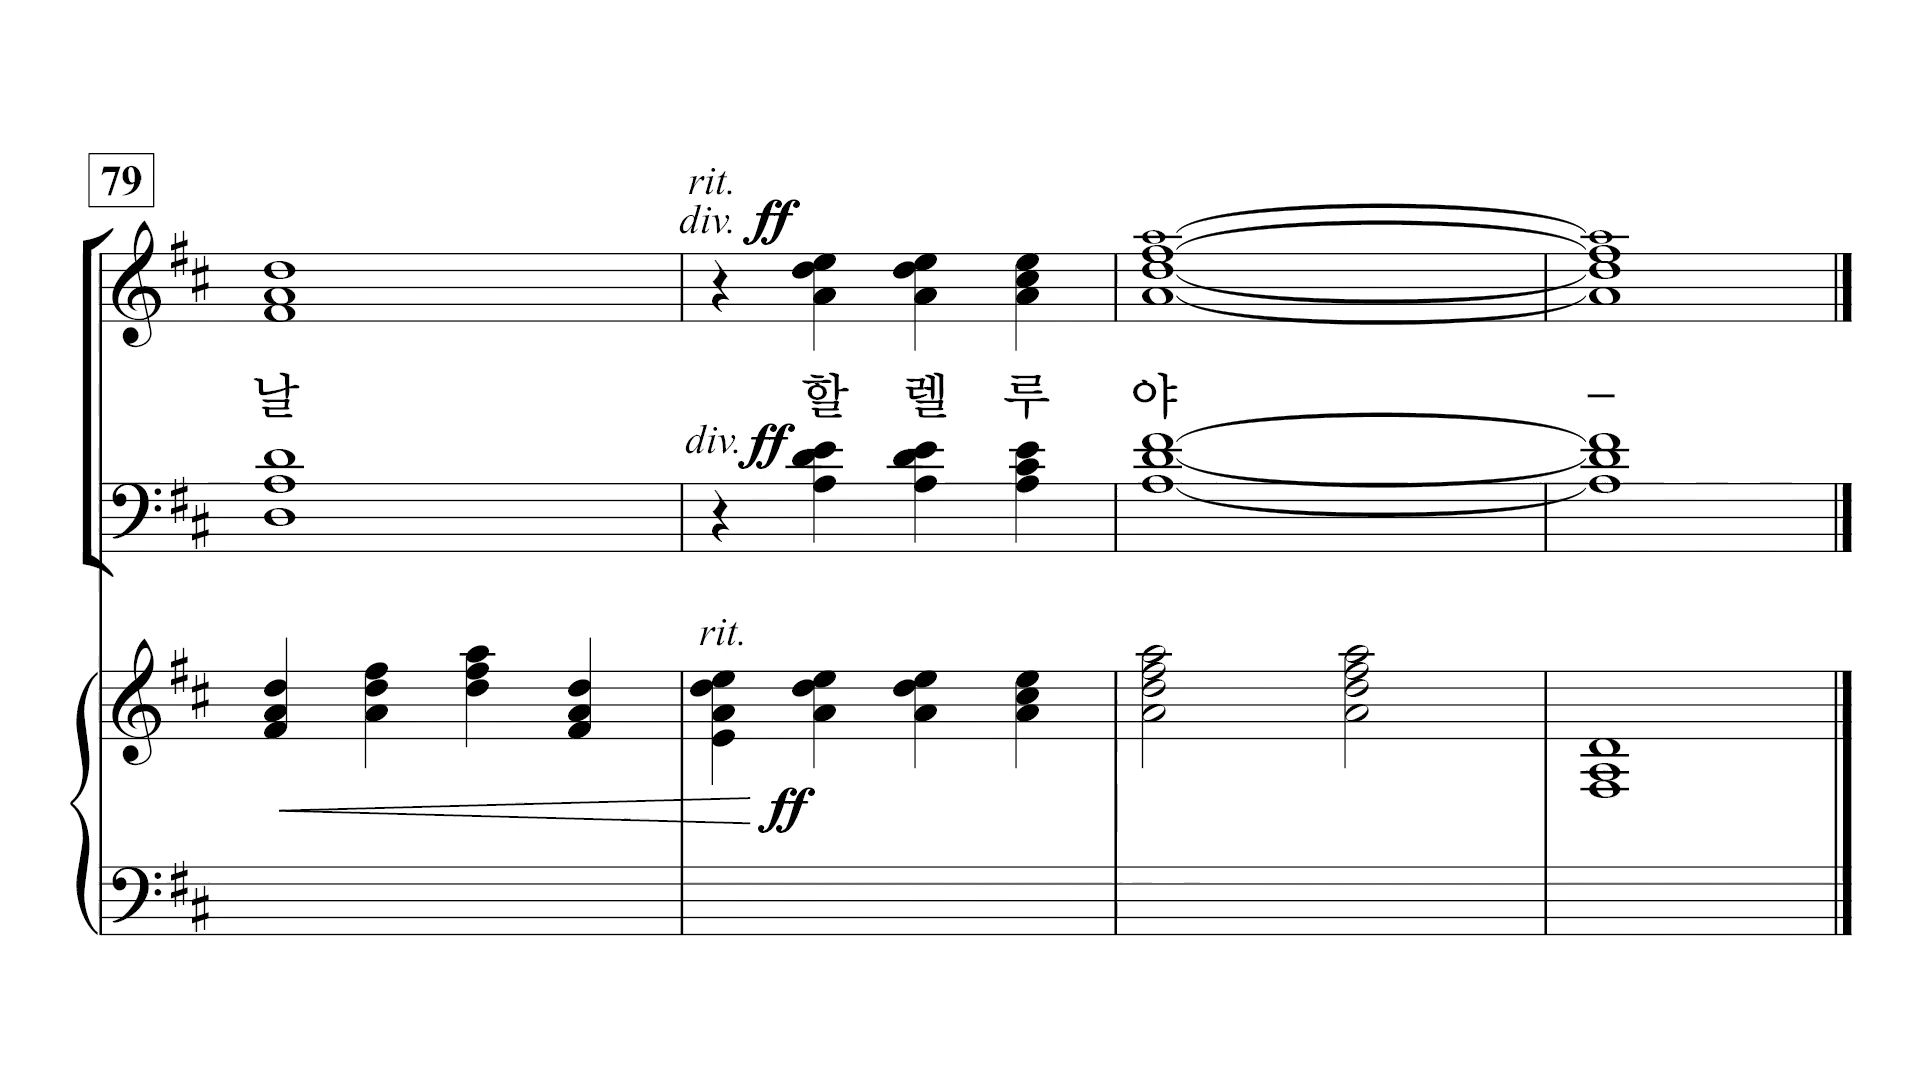 79
rit.
div. ff
날 할 렐 루 야 –
div. ff
rit.
ff